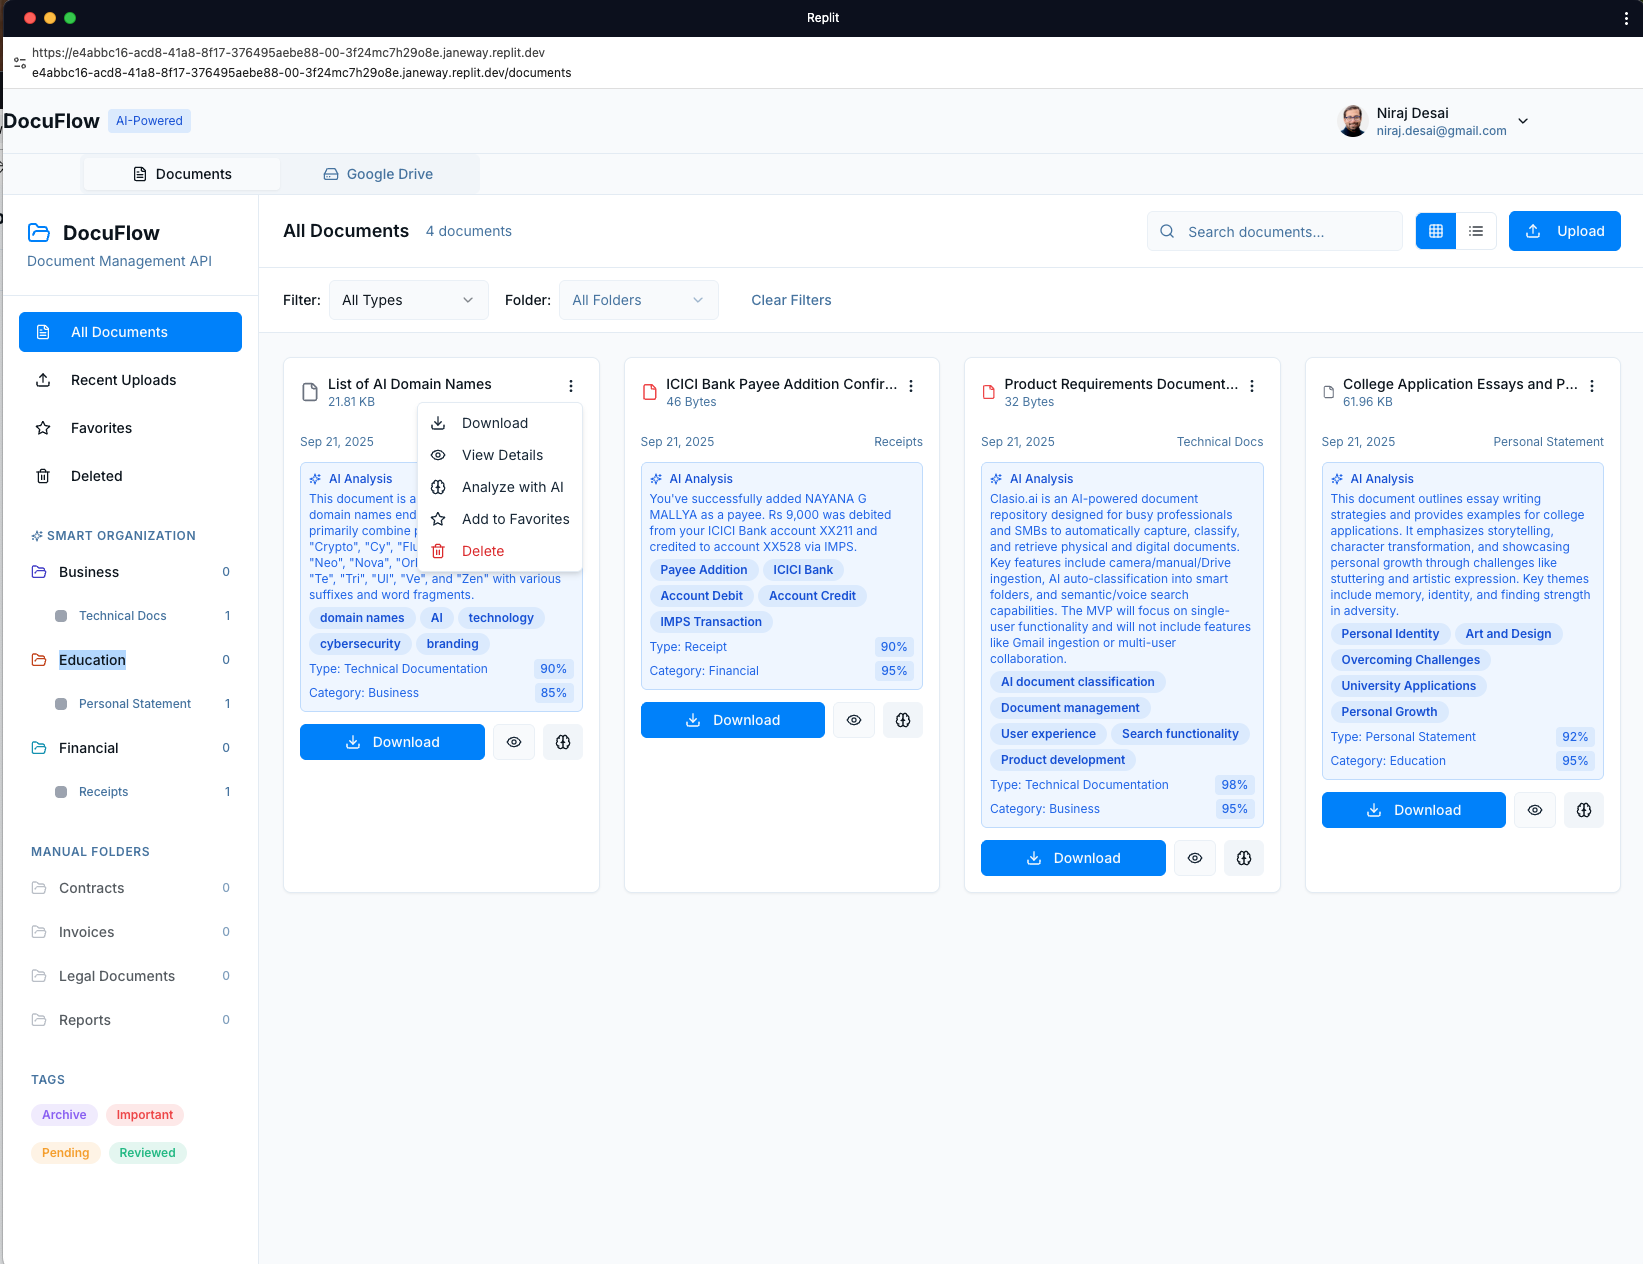 Replit
https://e4abbc16-acd8-41a8-8f17-376495aebe88-00-3f24mc7h29o8e.janeway.replit.dev
e4abbc16-acd8-41a8-8f17-376495aebe88-00-3f24mc7h29o8e.janeway.replit.dev/documents
DocuFlow AI-Powered
Niraj Desai
niraj.desai@gmail.com
Documents
Google Drive
DocuFlow
Document Management API
All Documents
Recent Uploads
Favorites
Deleted
SMART ORGANIZATION
Business 0
Technical Docs 1
Education 0
Personal Statement 1
Financial 0
Receipts 1
MANUAL FOLDERS
Contracts 0
Invoices 0
Legal Documents 0
Reports 0
TAGS
Archive Important
Pending Reviewed
All Documents 4 documents
Search documents...
Upload
Filter: All Types Folder: All Folders Clear Filters
List of AI Domain Names
21.81 KB
Sep 21, 2025
Download
View Details
Analyze with AI
Add to Favorites
Delete
AI Analysis
This document is a
domain names end
primarily combine
"Crypto", "Cy", "Flu
"Neo", "Nova", "Ori
"Te", "Tri", "Ul", "Ve", and "Zen" with various
suffixes and word fragments.
domain names AI technology
cybersecurity branding
Type: Technical Documentation 90%
Category: Business 85%
Download
ICICI Bank Payee Addition Confir...
46 Bytes
Sep 21, 2025 Receipts
AI Analysis
You've successfully added NAYANA G
MALLYA as a payee. Rs 9,000 was debited
from your ICICI Bank account XX211 and
credited to account XX528 via IMPS.
Payee Addition ICICI Bank
Account Debit Account Credit
IMPS Transaction
Type: Receipt 90%
Category: Financial 95%
Download
Product Requirements Document...
32 Bytes
Sep 21, 2025 Technical Docs
AI Analysis
Clasio.ai is an AI-powered document
repository designed for busy professionals
and SMBs to automatically capture, classify,
and retrieve physical and digital documents.
Key features include camera/manual/Drive
ingestion, AI auto-classification into smart
folders, and semantic/voice search
capabilities. The MVP will focus on single-
user functionality and will not include features
like Gmail ingestion or multi-user
collaboration.
AI document classification
Document management
User experience Search functionality
Product development
Type: Technical Documentation 98%
Category: Business 95%
Download
College Application Essays and P...
61.96 KB
Sep 21, 2025 Personal Statement
AI Analysis
This document outlines essay writing
strategies and provides examples for college
applications. It emphasizes storytelling,
character transformation, and showcasing
personal growth through challenges like
stuttering and artistic expression. Key themes
include memory, identity, and finding strength
in adversity.
Personal Identity Art and Design
Overcoming Challenges
University Applications
Personal Growth
Type: Personal Statement 92%
Category: Education 95%
Download